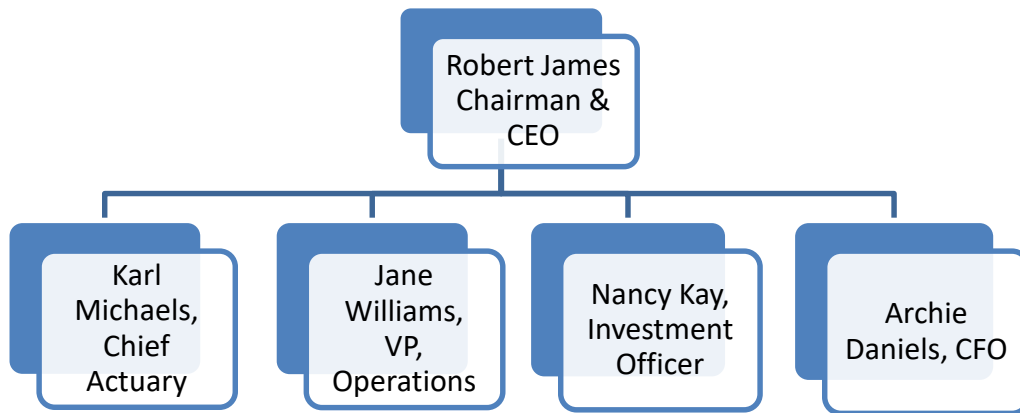 Robert James
Chairman &
CEO
Karl
Michaels,
Chief
Actuary
Jane
Williams,
VP,
Operations
Nancy Kay,
Investment
Officer
Archie
Daniels, CFO